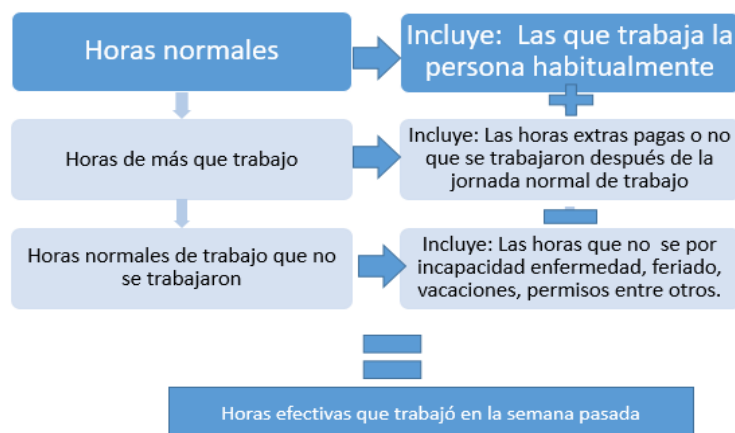 Horas normales
Incluye: Las que trabaja la
persona habitualmente
Horas de más que trabajo
Incluye: Las horas extras pagas o no
que se trabajaron después de la
jornada normal de trabajo
Horas normales de trabajo que no
se trabajaron
Incluye: Las horas que no se por
incapacidad enfermedad, feriado,
vacaciones, permisos entre otros.
Horas efectivas que trabajó en la semana pasada